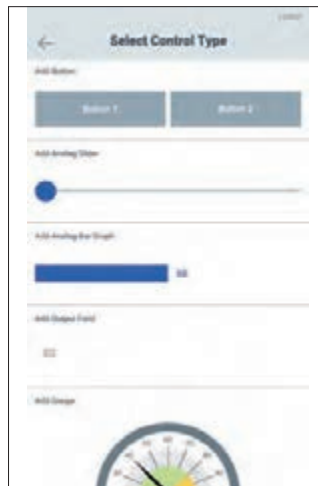 Select Control Type
Add Button
Button 1 Button 2
Add Analog Slider
Add Analog Bar Graph
Add Output Field
Add Gauge